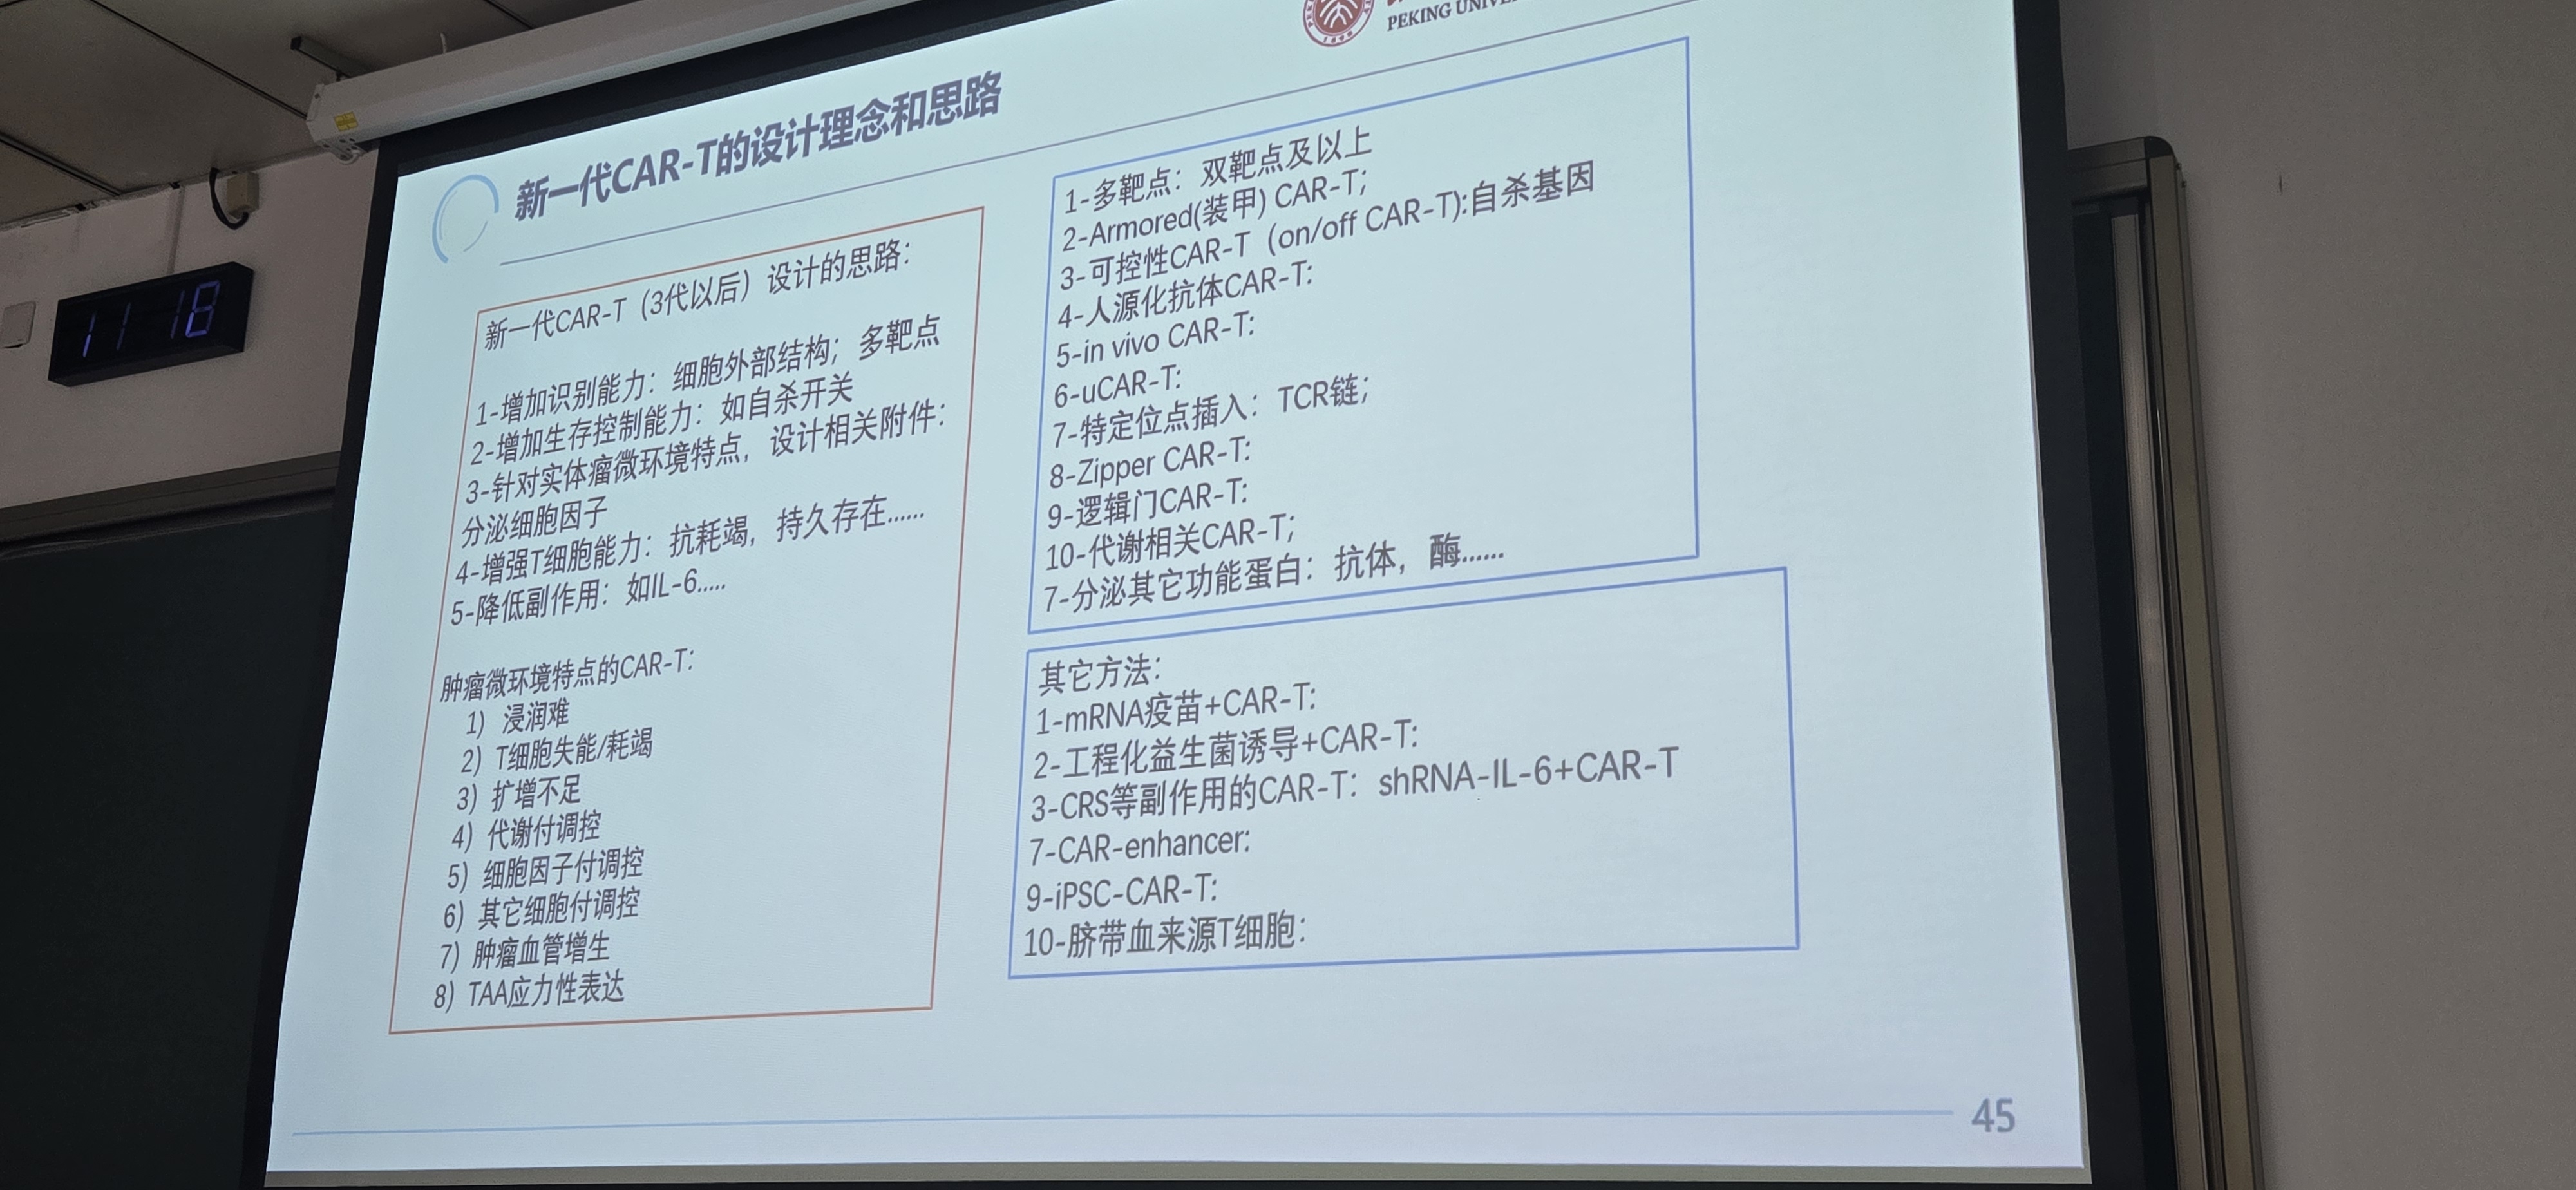 PEKING
新一代CAR-T的设计理念和思路
11 18
新一代CAR-T（3代以后）设计的思路：
1-增加识别能力：细胞外部结构；多靶点
2-增加生存控制能力：如自杀开关
3-针对实体瘤微环境特点，设计相关附件：
分泌细胞因子
4-增强T细胞能力：抗耗竭，持久存在......
5-降低副作用：如IL-6.....
肿瘤微环境特点的CAR-T:
1) 浸润难
2) T细胞失能/耗竭
3) 扩增不足
4) 代谢付调控
5) 细胞因子付调控
6) 其它细胞付调控
7) 肿瘤血管增生
8) TAA应力性表达
1-多靶点：双靶点及以上
2-Armored(装甲) CAR-T;
3-可控性CAR-T（on/off CAR-T):自杀基因
4-人源化抗体CAR-T:
5-in vivo CAR-T:
6-uCAR-T:
7-特定位点插入：TCR链；
8-Zipper CAR-T:
9-逻辑门CAR-T:
10-代谢相关CAR-T;
7-分泌其它功能蛋白：抗体，酶......
其它方法：
1-mRNA疫苗+CAR-T:
2-工程化益生菌诱导+CAR-T:
3-CRS等副作用的CAR-T：shRNA-IL-6+CAR-T
7-CAR-enhancer:
9-iPSC-CAR-T:
10-脐带血来源T细胞：
45